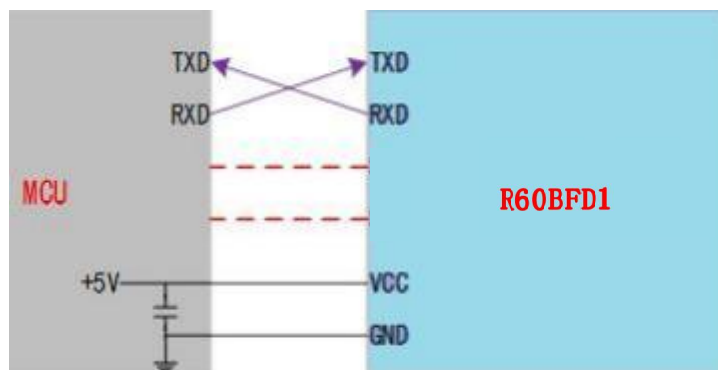 TXD TXD
RXD RXD
MCU R60BFD1
+5V VCC
GND